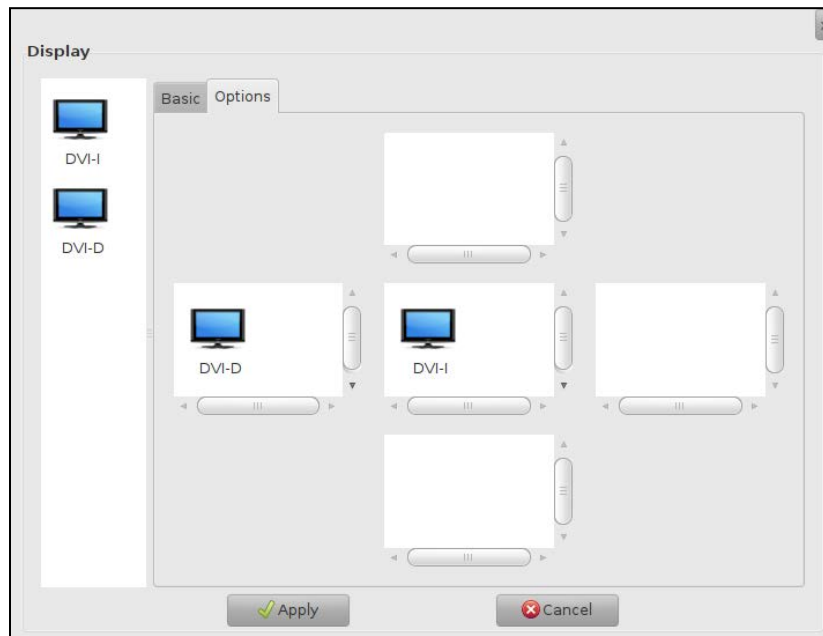 Display
Basic Options
DVI-I
DVI-D
DVI-D
DVI-I
Apply
Cancel